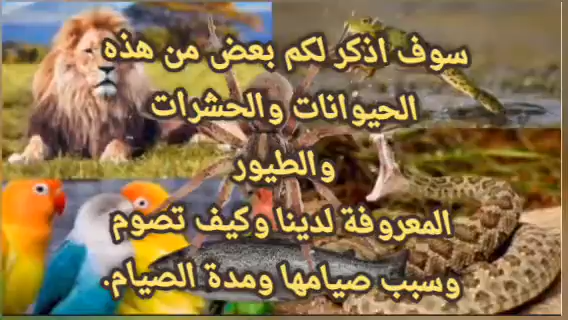 سوف اذكر لكم بعض من هذه
الحيوانات والحشرات
والطيور
المعروفة لدينا وكيف تصوم
وسبب صيامها ومدة الصيام.